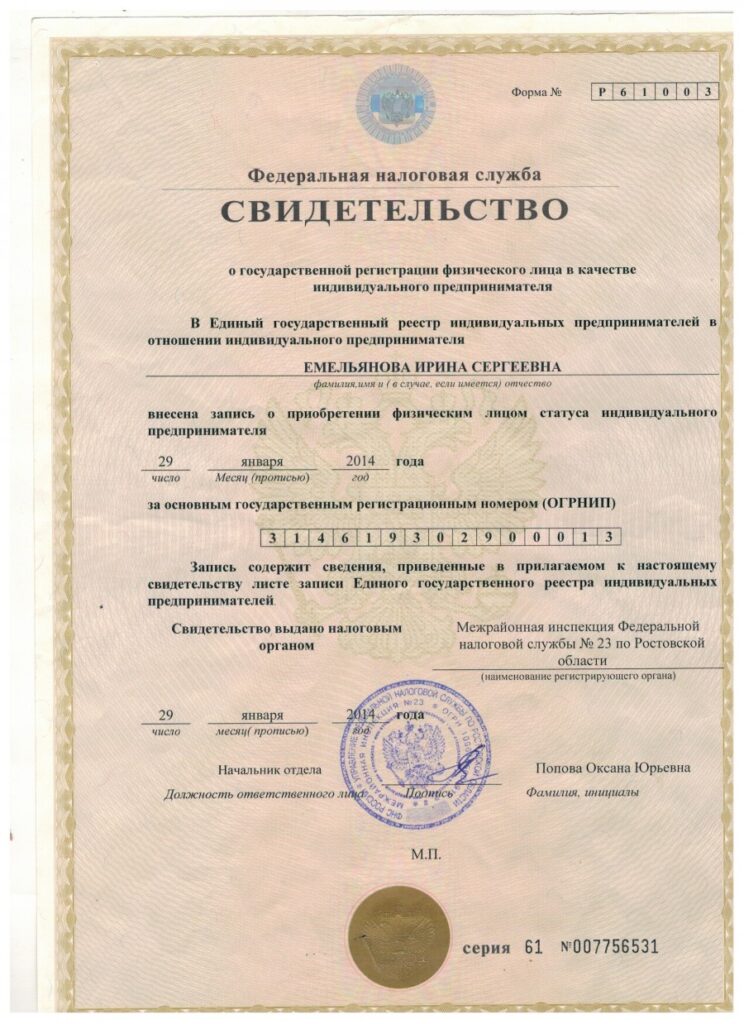 Форма № Р 6 1 0 0 3
Федеральная налоговая служба
СВИДЕТЕЛЬСТВО
о государственной регистрации физического лица в качестве
индивидуального предпринимателя
В Единый государственный реестр индивидуальных предпринимателей в
отношении индивидуального предпринимателя
ЕМЕЛЬЯНОВА ИРИНА СЕРГЕЕВНА
фамилия,имя и ( в случае, если имеется) отчество
внесена запись о приобретении физическим лицом статуса индивидуального
предпринимателя
29 января 2014 года
число Месяц (прописью) год
за основным государственным регистрационным номером (ОГРНИП)
3 1 4 6 1 9 3 0 2 9 0 0 0 1 3
Запись содержит сведения, приведенные в прилагаемом к настоящему
свидетельству листе записи Единого государственного реестра индивидуальных
предпринимателей
Свидетельство выдано налоговым
органом
Межрайонная инспекция Федеральной
налоговой службы № 23 по Ростовской
области
(наименование регистрирующего органа)
29 января 2014 года
число месяц( прописью) год
Начальник отдела Попова Оксана Юрьевна
Должность ответственного лица Подпись Фамилия, инициалы
М.П.
серия 61 №007756531